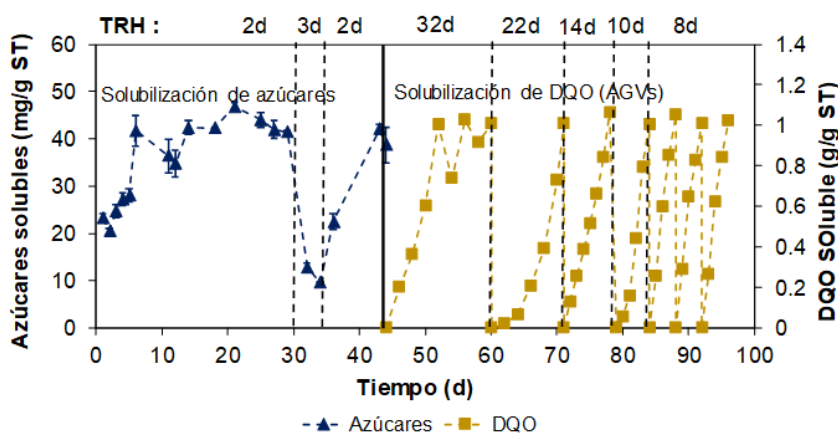 TRH : 2d 3d 2d 32d 22d 14d 10d 8d
60 50 40 30 20 10 0
Azúcares solubles (mg/g ST)
Solubilización de azúcares
Solubilización de DQO (AGVs)
1.4 1.2 1 0.8 0.6 0.4 0.2 0
DQO SOluble (g/g ST)
0 10 20 30 40 50 60 70 80 90 100
Tiempo (d)
Azúcares DQO